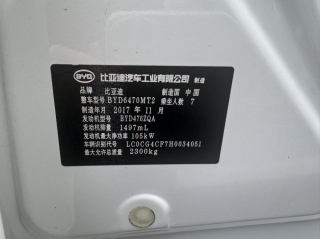 BYD 比亚迪汽车工业有限公司 制造
品牌 比亚迪 制造国 中国
整车型号 BYD6470MT2 乘坐人数 7
制造年月 2017 年 11 月
发动机型号 BYD476ZQA
发动机排量 1497mL
发动机最大净功率 105kW
车辆识别代号 LC0CG4CF7H0034051
最大允许总质量 2300kg